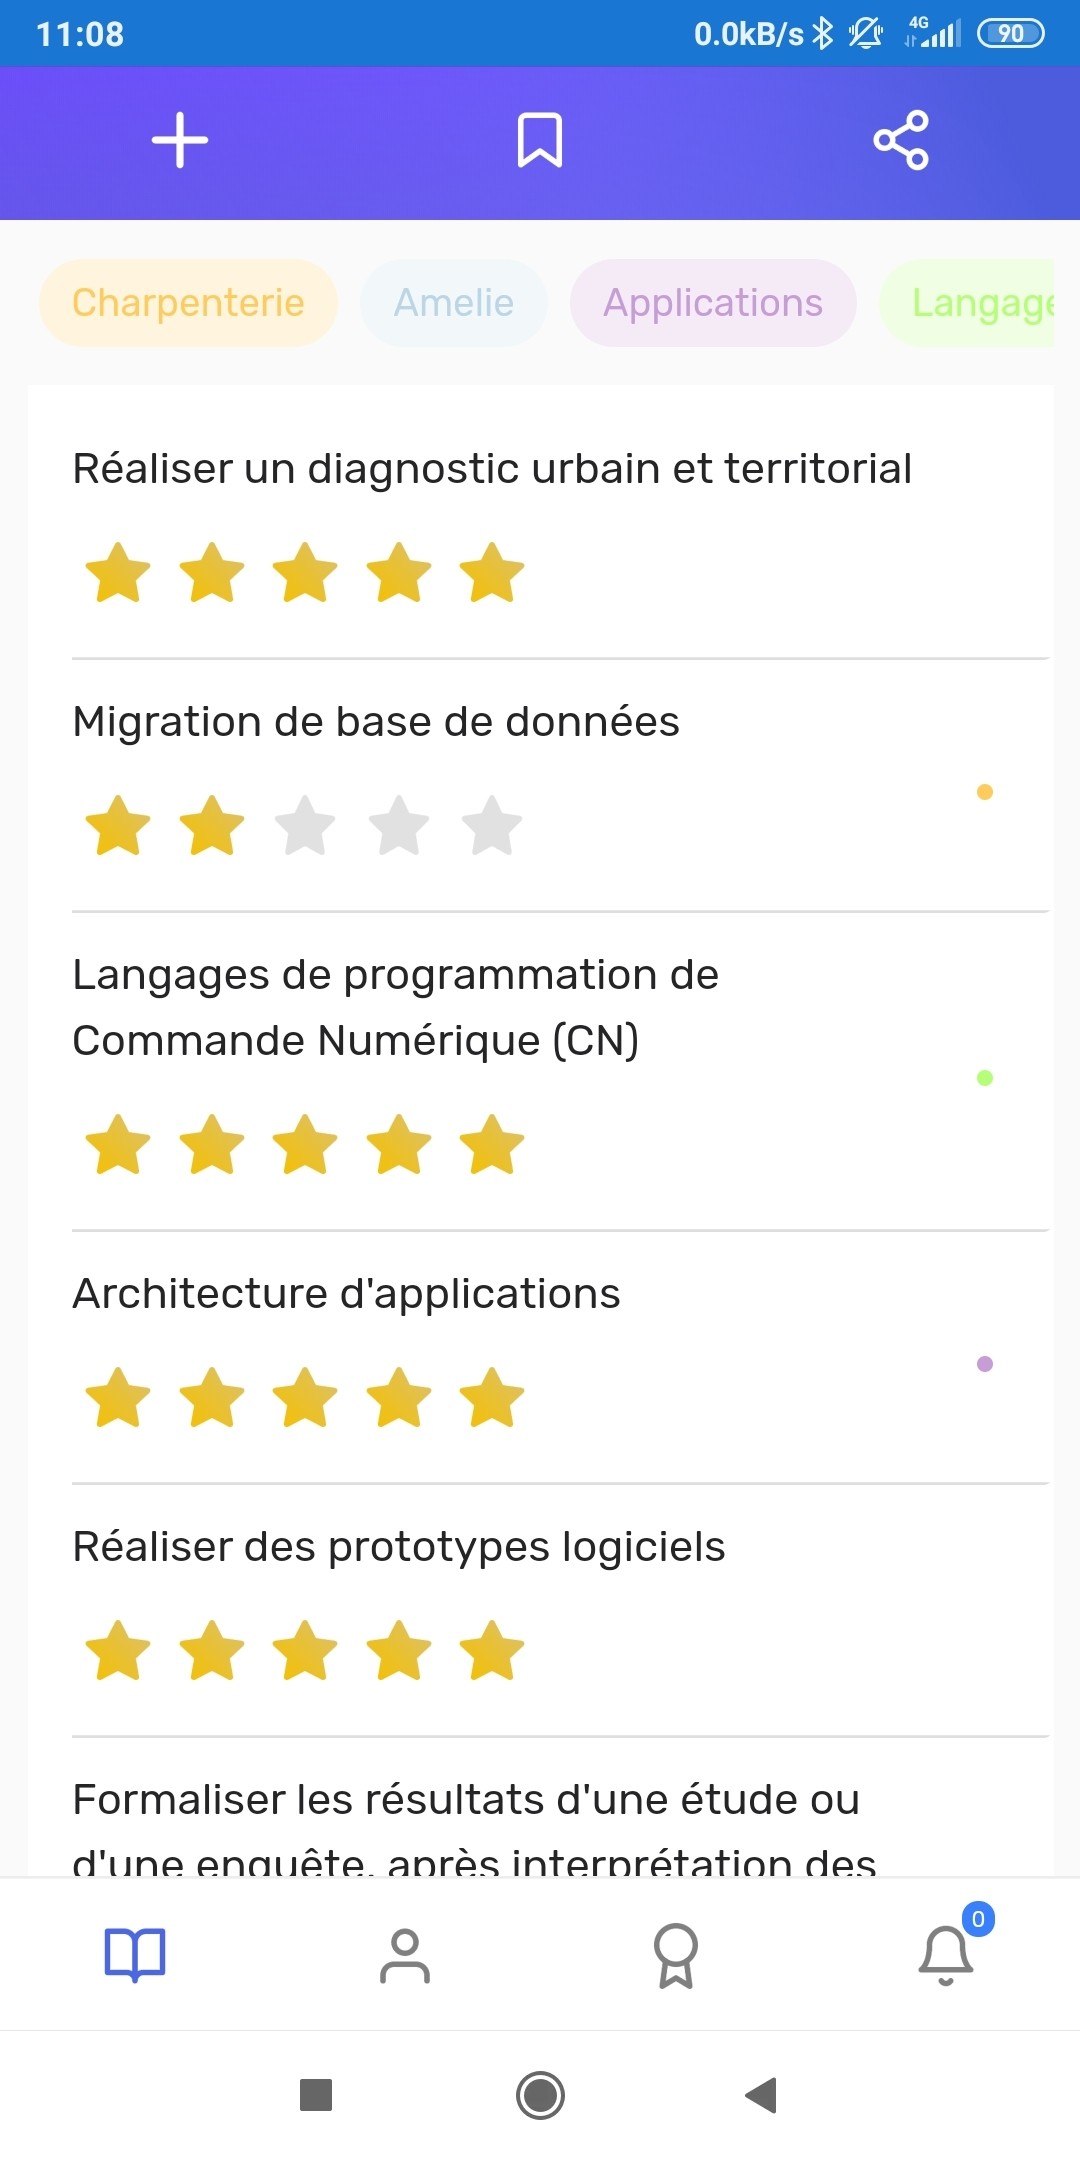 11:08
0.0kB/s
4G
90
Charpenterie
Amelie
Applications
Langage
Réaliser un diagnostic urbain et territorial
Migration de base de données
Langages de programmation de
Commande Numérique (CN)
Architecture d'applications
Réaliser des prototypes logiciels
Formaliser les résultats d'une étude ou
d'une enquête, après interprétation des
0